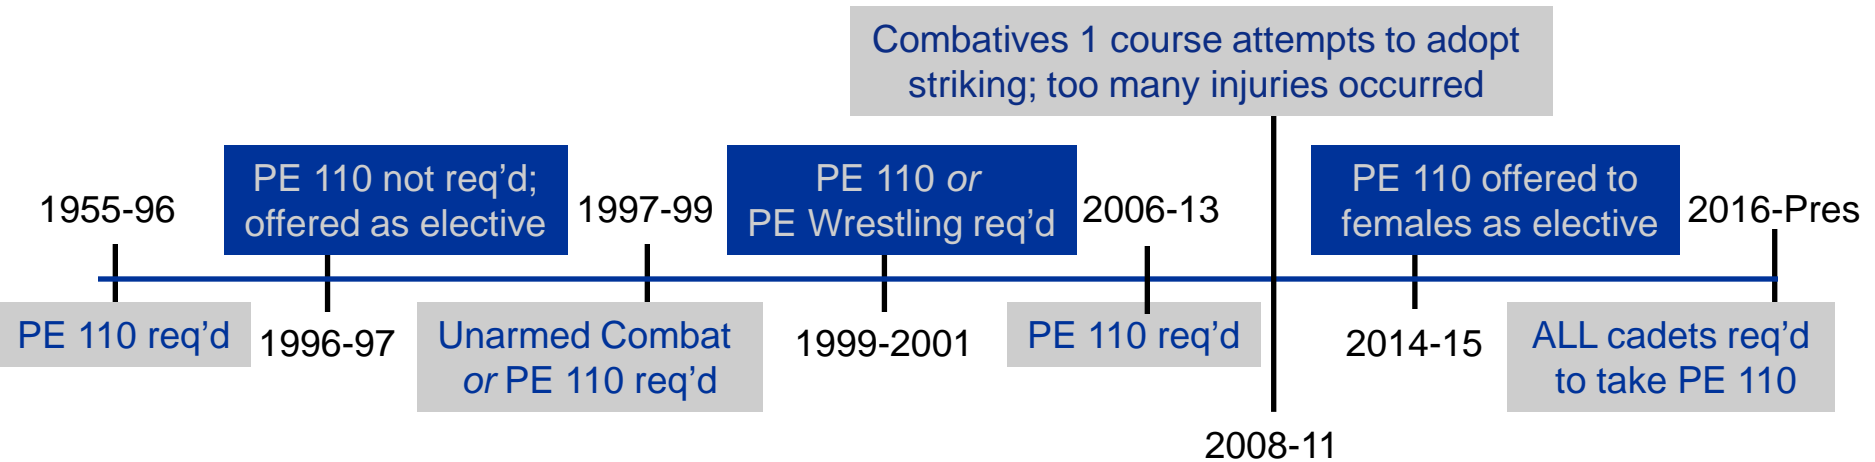 Combatives 1 course attempts to adopt
striking; too many injuries occurred
1955-96
PE 110 not req’d;
offered as elective
1997-99
PE 110 or
PE Wrestling req’d
2006-13
PE 110 offered to
females as elective
2016-Pres
PE 110 req’d
1996-97
Unarmed Combat
or PE 110 req’d
1999-2001
PE 110 req’d
2014-15
ALL cadets req’d
to take PE 110
2008-11